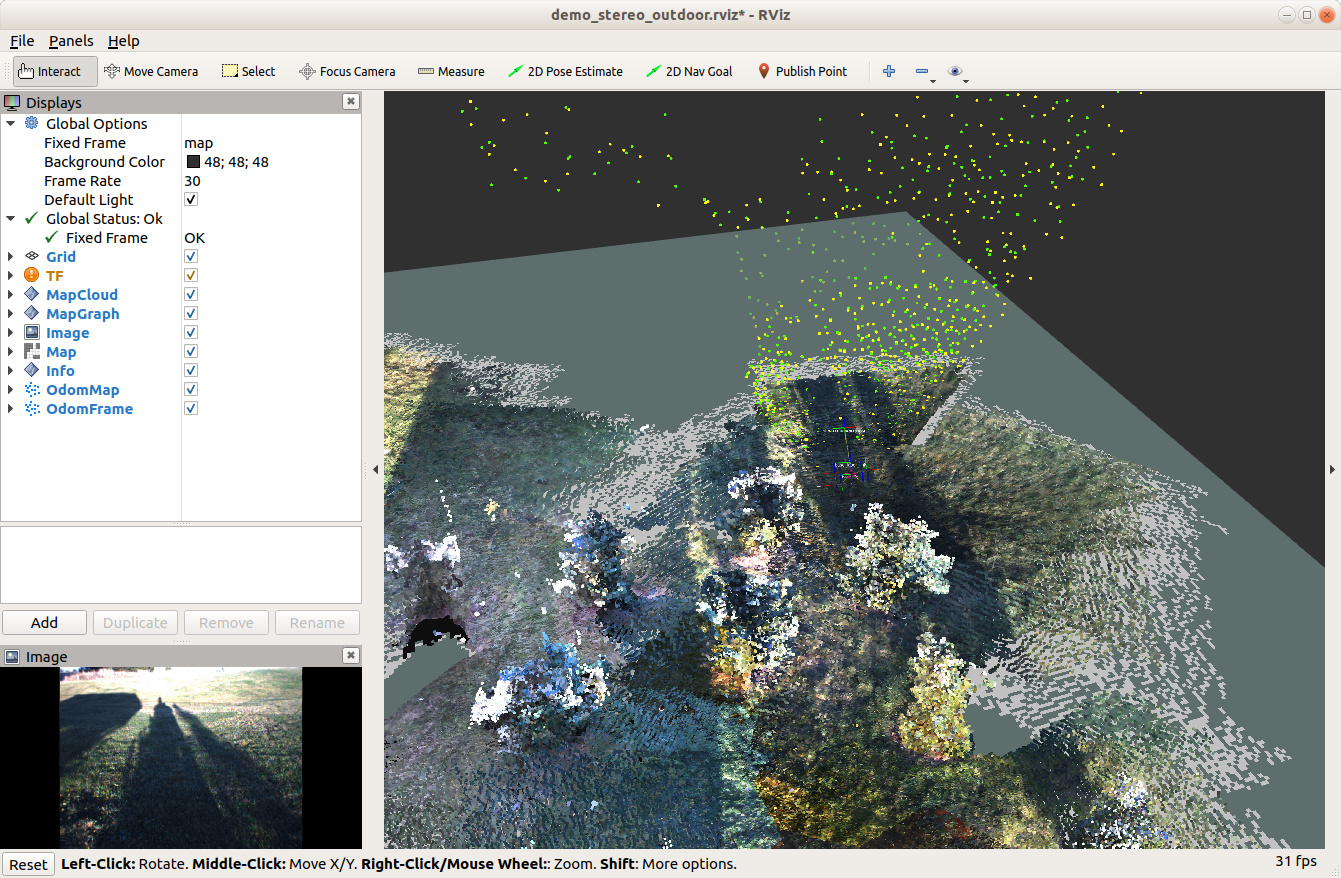 demo_stereo_outdoor.rviz* - RViz
File Panels Help
Interact Move Camera Select Focus Camera Measure 2D Pose Estimate 2D Nav Goal Publish Point
Displays
Global Options
Fixed Frame map
Background Color 48; 48; 48
Frame Rate 30
Default Light
Global Status: Ok
Fixed Frame OK
Grid
TF
MapCloud
MapGraph
Image
Map
Info
OdomMap
OdomFrame
Add Duplicate Remove Rename
Image
Reset Left-Click: Rotate. Middle-Click: Move X/Y. Right-Click/Mouse Wheel:: Zoom. Shift: More options. 31 fps